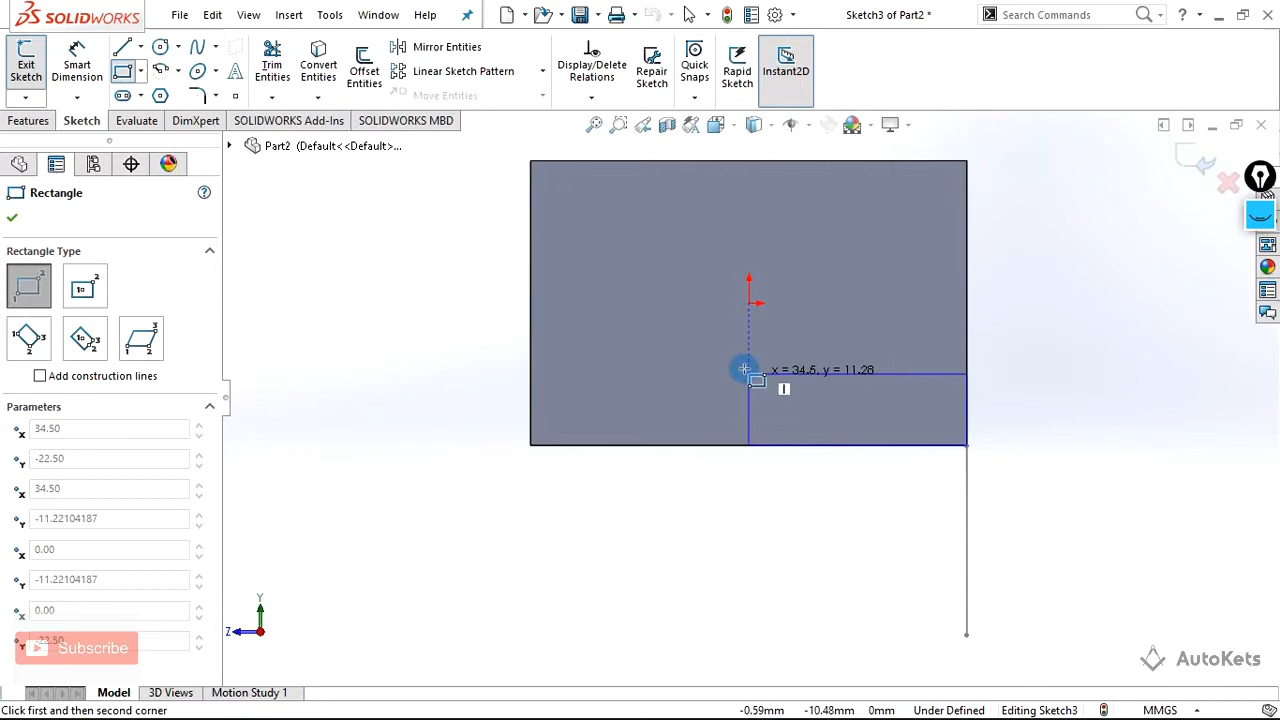 SOLIDWORKS File Edit View Insert Tools Window Help Sketch3 of Part2 * Search Commands ?
Exit Sketch
Smart Dimension
Trim Entities
Convert Entities
Offset Entities
Mirror Entities
Linear Sketch Pattern
Move Entities
Display/Delete Relations
Repair Sketch
Quick Snaps
Rapid Sketch
Instant2D
Features Sketch Evaluate DimXpert SOLIDWORKS Add-Ins SOLIDWORKS MBD
Part2 (Default<<Default>...
Rectangle
Rectangle Type
Add construction lines
Parameters
34.50
-22.50
34.50
-11.22104187
0.00
-11.22104187
0.00
-22.50
Subscribe
x = 34.5, y = 11.28
Y
Z
AutoKets
Model 3D Views Motion Study 1
Click first and then second corner -0.59mm -10.48mm 0mm Under Defined Editing Sketch3 MMGS